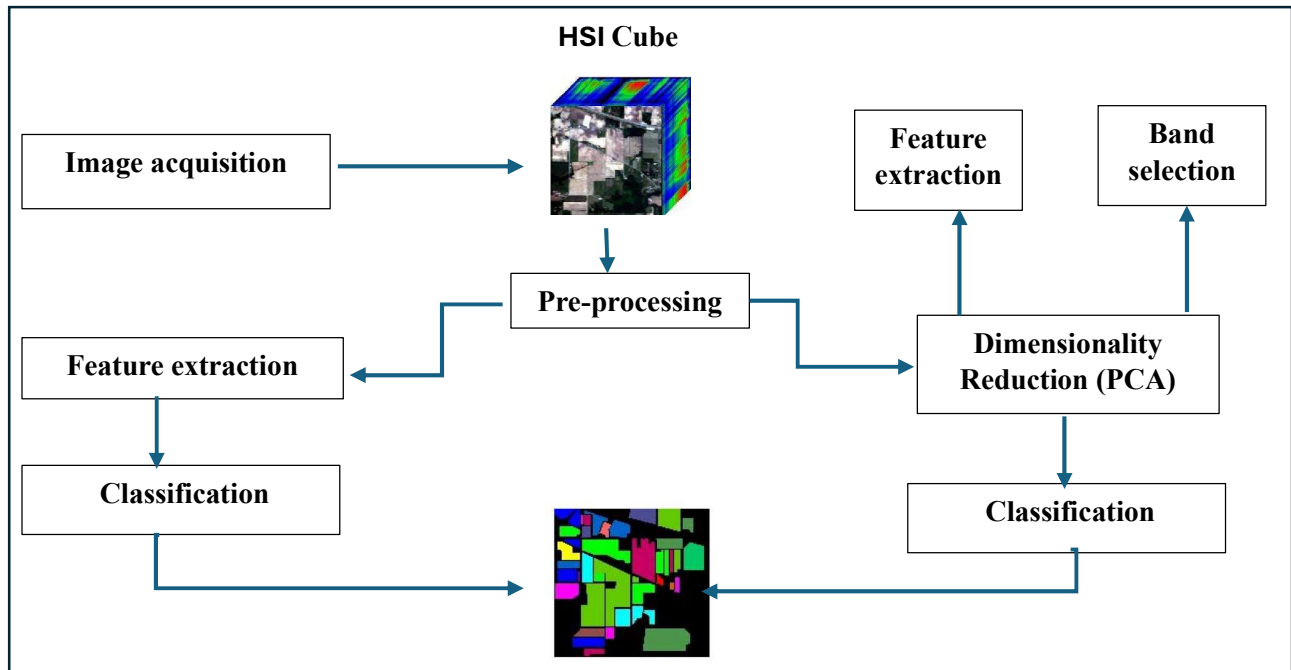 HSI Cube
Image acquisition
Feature
extraction
Band
selection
Pre-processing
Feature extraction
Dimensionality
Reduction (PCA)
Classification
Classification